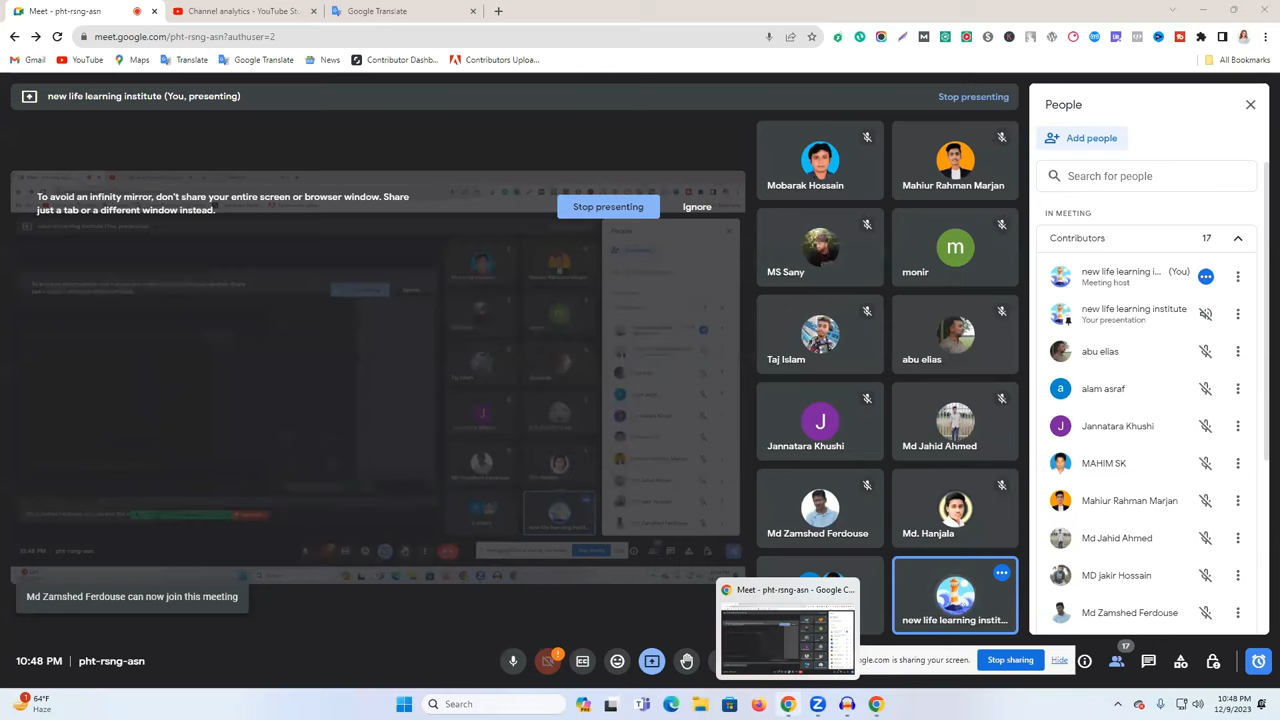 Meet - pht-rsng-asn
Channel analytics - YouTube St
Google Translate
meet.google.com/pht-rsng-asn?authuser=2
Gmail
YouTube
Maps
Translate
Google Translate
News
Contributor Dashb...
Contributors Uploa...
All Bookmarks
new life learning institute (You, presenting)
Stop presenting
To avoid an infinity mirror, don't share your entire screen or browser window. Share
just a tab or a different window instead.
Stop presenting
Ignore
Mobarak Hossain
Mahiur Rahman Marjan
MS Sany
m
monir
Taj Islam
abu elias
J
Jannatara Khushi
Md Jahid Ahmed
Md Zamshed Ferdouse
Md. Hanjala
new life learning instit...
People
Add people
Search for people
IN MEETING
Contributors
17
new life learning i... (You)
Meeting host
new life learning institute
Your presentation
abu elias
a
alam asraf
J
Jannatara Khushi
MAHIM SK
Mahiur Rahman Marjan
Md Jahid Ahmed
MD jakir Hossain
Md Zamshed Ferdouse
Md Zamshed Ferdouse can now join this meeting
Meet - pht-rsng-asn - Google C...
10:48 PM | pht-rsng-asn
ogle.com is sharing your screen.
Stop sharing
Hide
17
1
64°F
Haze
Search
10:48 PM
12/9/2023